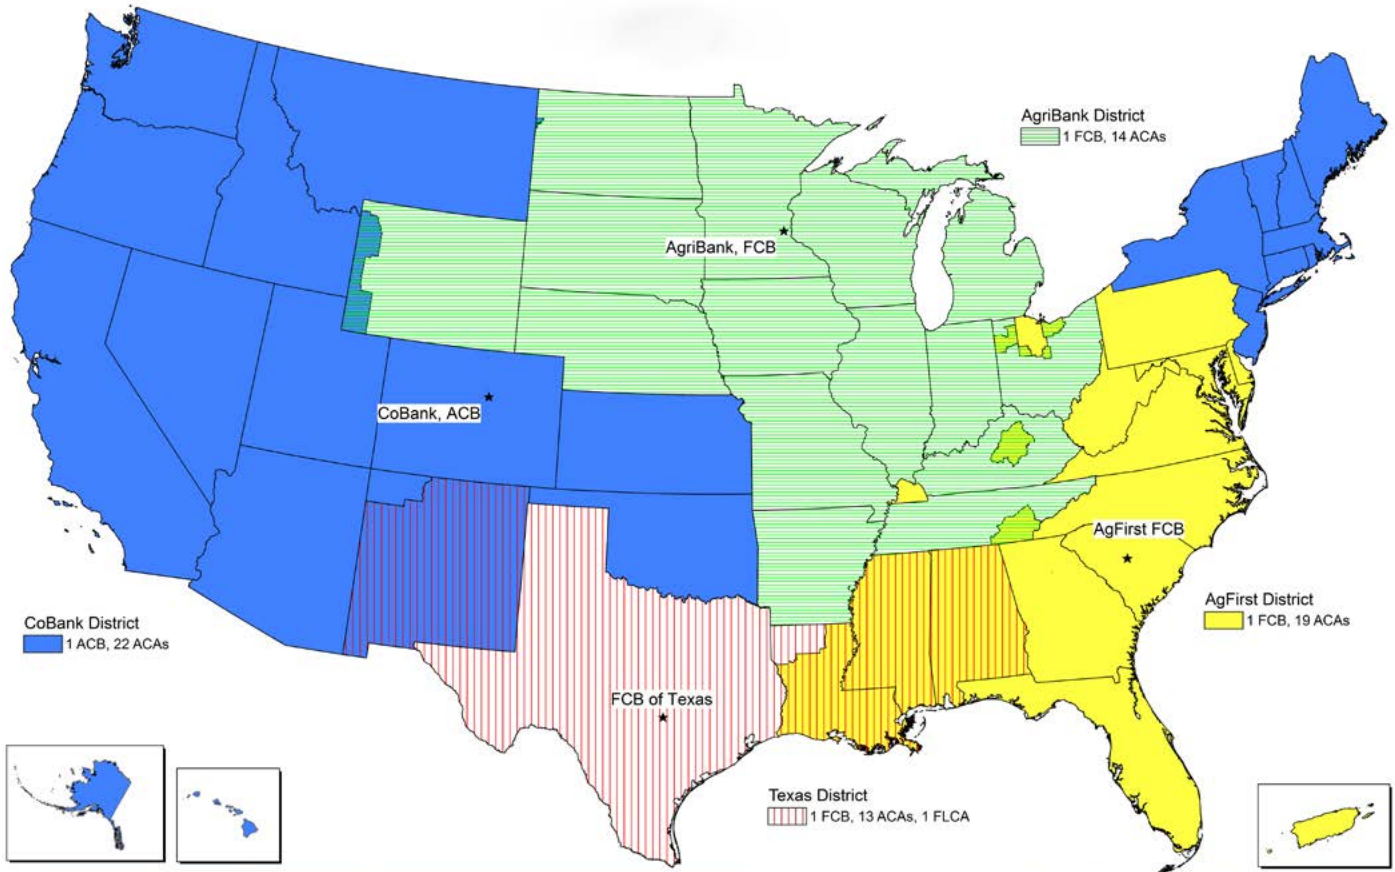 AgriBank District
1 FCB, 14 ACAs
AgriBank, FCB
CoBank, ACB
AgFirst FCB
AgFirst District
1 FCB, 19 ACAs
CoBank District
1 ACB, 22 ACAs
FCB of Texas
Texas District
1 FCB, 13 ACAs, 1 FLCA